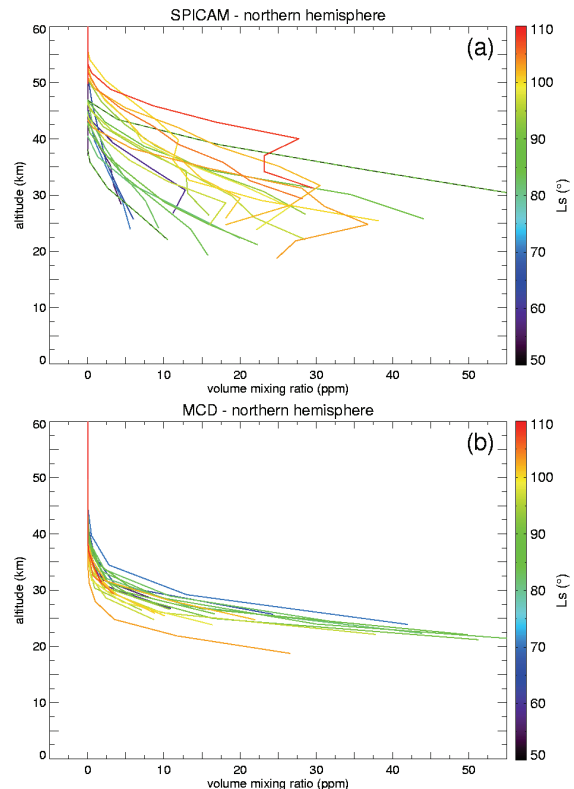 SPICAM - northern hemisphere
(a)
60
50
40
30
20
10
0
altitude (km)
0 10 20 30 40 50
volume mixing ratio (ppm)
110
100
90
80
70
60
50
Ls (°)
MCD - northern hemisphere
(b)
60
50
40
30
20
10
0
altitude (km)
0 10 20 30 40 50
volume mixing ratio (ppm)
110
100
90
80
70
60
50
Ls (°)